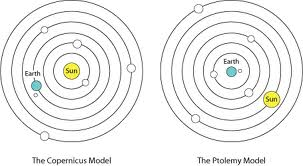 Earth
Sun
The Copernicus Model
Earth
Sun
The Ptolemy Model